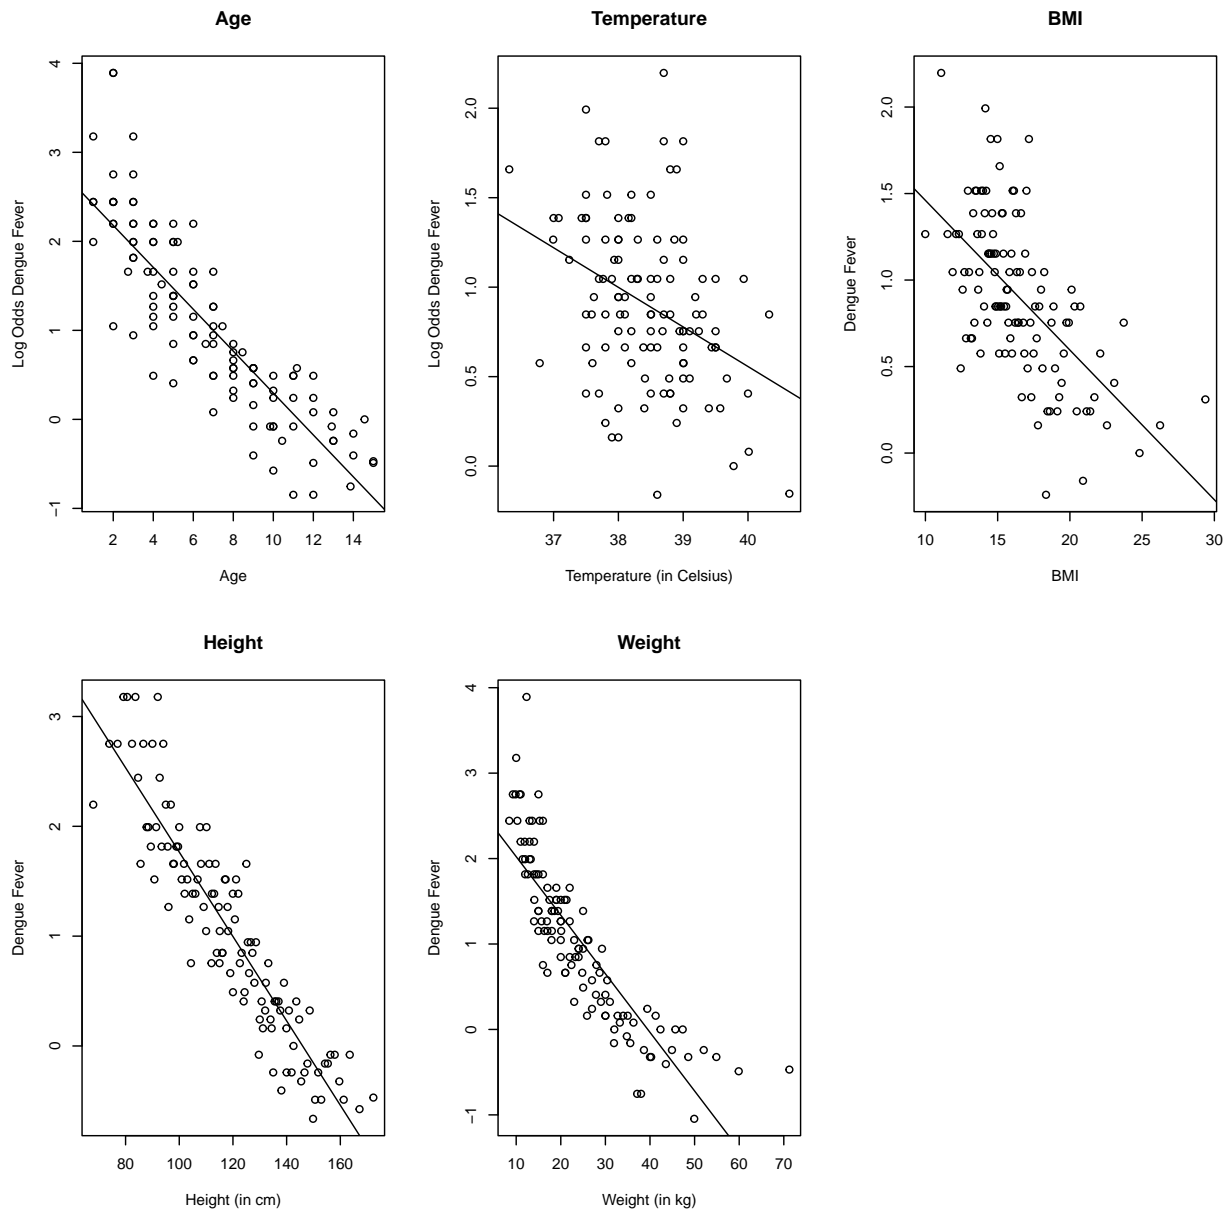 Age
Temperature
BMI
Log Odds Dengue Fever
−1 0 1 2 3 4
2 4 6 8 10 12 14
Age
Log Odds Dengue Fever
0.0 0.5 1.0 1.5 2.0
37 38 39 40
Temperature (in Celsius)
Dengue Fever
0.0 0.5 1.0 1.5 2.0
10 15 20 25 30
BMI
Height
Weight
Dengue Fever
0 1 2 3
80 100 120 140 160
Height (in cm)
Dengue Fever
−1 0 1 2 3 4
10 20 30 40 50 60 70
Weight (in kg)